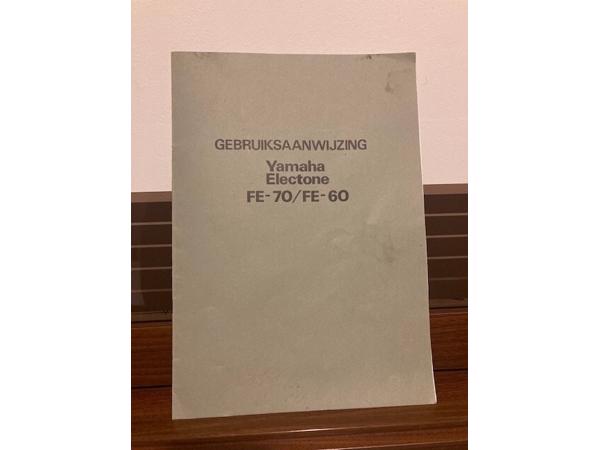 GEBRUIKSAANWIJZING
Yamaha
Electone
FE-70/FE-60